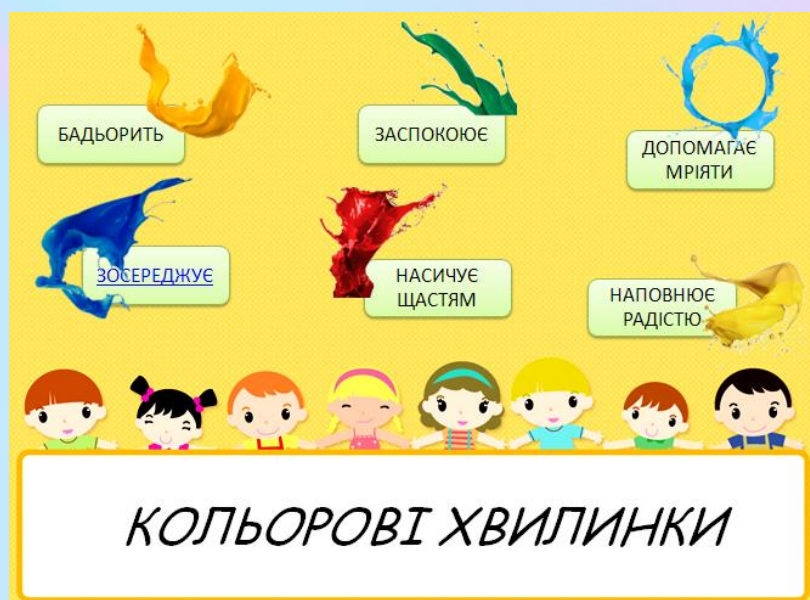 БАДЬОРИТЬ
ЗАСПОКОЮЄ
ДОПОМАГАЄ
МРІЯТИ
ЗОСЕРЕДЖУЄ
НАСИЧУЄ
ЩАСТЯМ
НАПОВНЮЄ
РАДІСТЮ
КОЛЬОРОВІ ХВИЛИНКИ